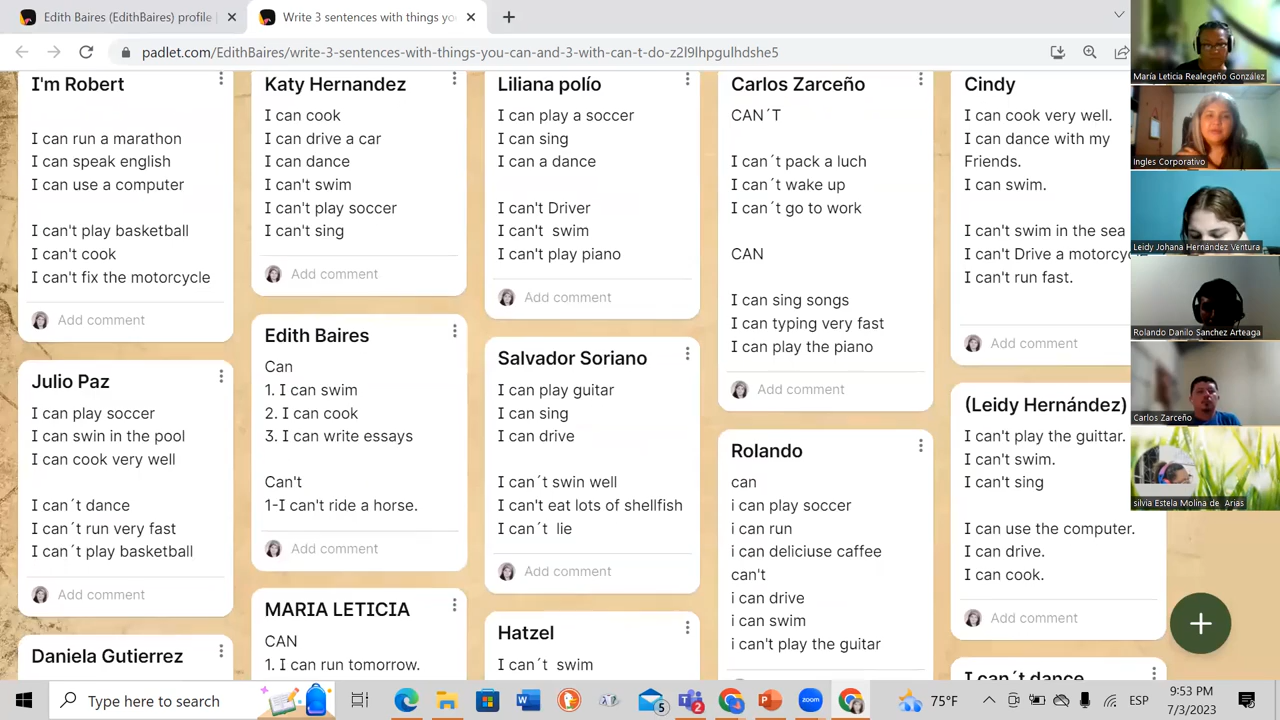 Edith Baires (EdithBaires) profile
Write 3 sentences with things yo
padlet.com/EdithBaires/write-3-sentences-with-things-you-can-and-3-with-can-t-do-z2l9lhpgulhdshe5
I'm Robert
I can run a marathon
I can speak english
I can use a computer
I can't play basketball
I can't cook
I can't fix the motorcycle
Add comment
Julio Paz
I can play soccer
I can swin in the pool
I can cook very well
I can´t dance
I can´t run very fast
I can´t play basketball
Add comment
Daniela Gutierrez
Katy Hernandez
I can cook
I can drive a car
I can dance
I can't swim
I can't play soccer
I can't sing
Add comment
Edith Baires
Can
1. I can swim
2. I can cook
3. I can write essays
Can't
1-I can't ride a horse.
Add comment
MARIA LETICIA
CAN
1. I can run tomorrow.
Liliana polío
I can play a soccer
I can sing
I can a dance
I can't Driver
I can't  swim
I can't play piano
Add comment
Salvador Soriano
I can play guitar
I can sing
I can drive
I can´t swin well
I can't eat lots of shellfish
I can´t  lie
Add comment
Hatzel
I can´t  swim
Carlos Zarceño
CAN´T
I can´t pack a luch
I can´t wake up
I can´t go to work
CAN
I can sing songs
I can typing very fast
I can play the piano
Add comment
Rolando
can
i can play soccer
i can run
i can deliciuse caffee
can't
i can drive
i can swim
i can't play the guitar
Cindy
I can cook very well.
I can dance with my
Friends.
I can swim.
I can't swim in the sea
I can't Drive a motorcyc
I can't run fast.
Add comment
(Leidy Hernández)
I can't play the guittar.
I can't swim.
I can't sing
I can use the computer.
I can drive.
I can cook.
Add comment
I can´t dance
María Leticia Realegeño González
Ingles Corporativo
Leidy Johana Hernández Ventura
Rolando Danilo Sanchez Arteaga
Carlos Zarceño
silvia Estela Molina de  Arias
Type here to search
5
2
zoom
75°F
ESP
9:53 PM
7/3/2023